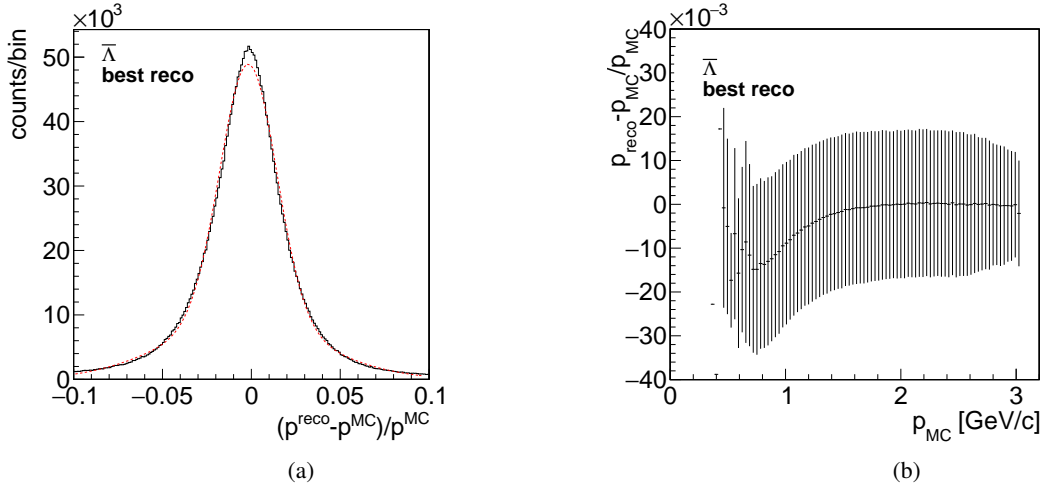 ×10³
counts/bin
Λ̅
best reco
50
40
30
20
10
0
−0.1 −0.05 0 0.05 0.1
(p^reco-p^MC)/p^MC
(a)
×10⁻³
p_reco-p_MC/p_MC
Λ̅
best reco
40
30
20
10
0
−10
−20
−30
−40
0 1 2 3
p_MC [GeV/c]
(b)